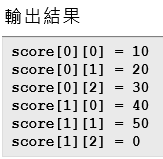 輸出結果
score[0][0] = 10
score[0][1] = 20
score[0][2] = 30
score[1][0] = 40
score[1][1] = 50
score[1][2] = 0